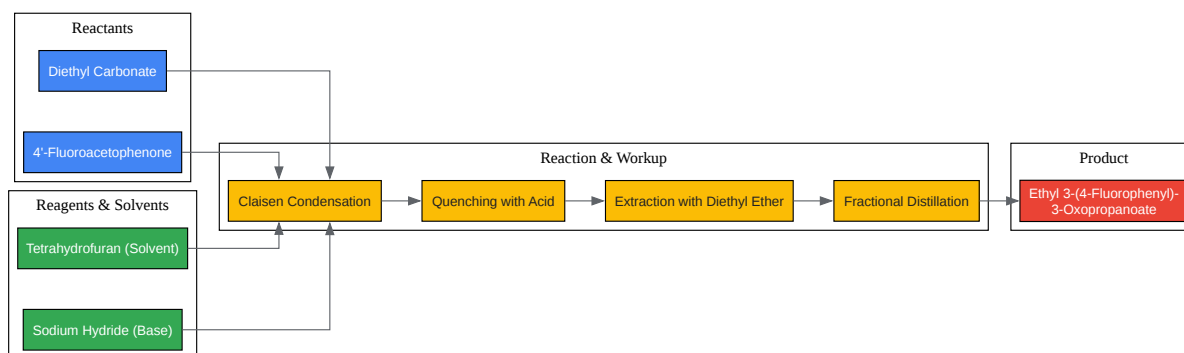 Reactants
Diethyl Carbonate
4'-Fluoroacetophenone
Reagents & Solvents
Tetrahydrofuran (Solvent)
Sodium Hydride (Base)
Reaction & Workup
Claisen Condensation
Quenching with Acid
Extraction with Diethyl Ether
Fractional Distillation
Product
Ethyl 3-(4-Fluorophenyl)-
3-Oxopropanoate